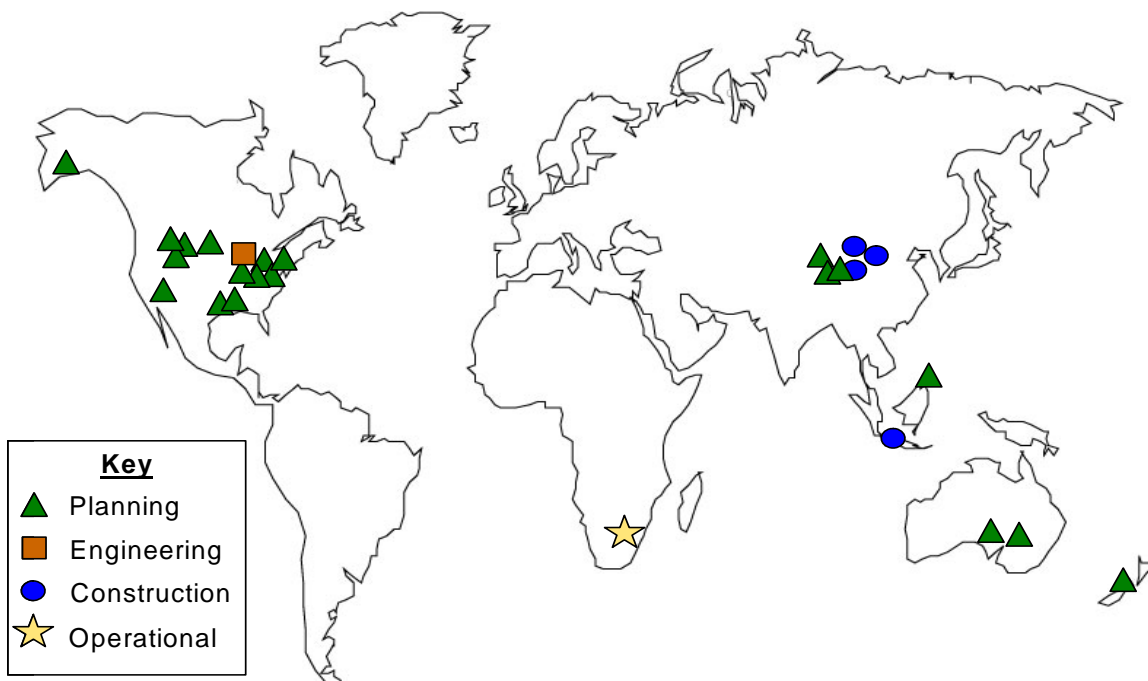 Key
Planning
Engineering
Construction
Operational